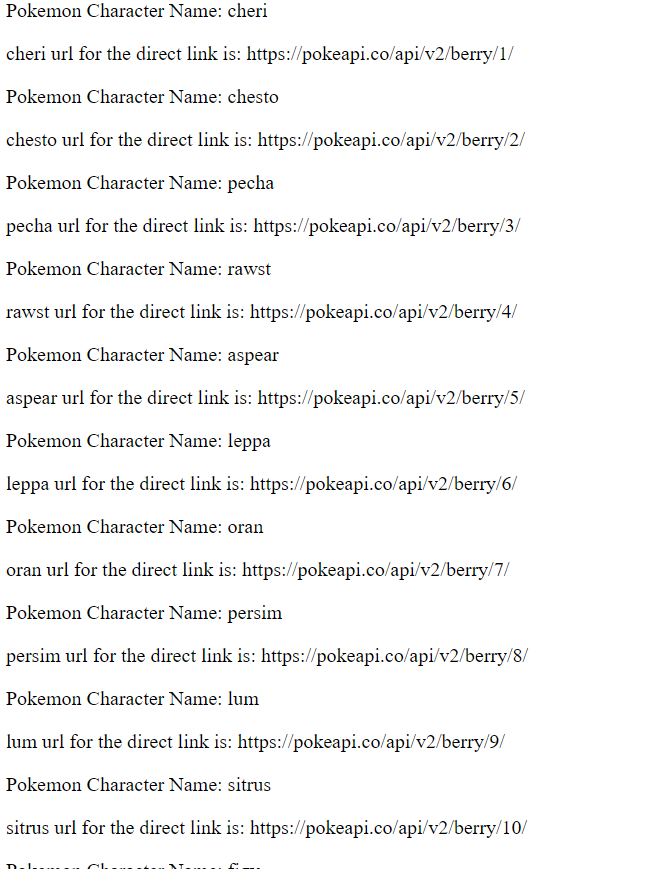 Pokemon Character Name: cheri
cheri url for the direct link is: https://pokeapi.co/api/v2/berry/1/
Pokemon Character Name: chesto
chesto url for the direct link is: https://pokeapi.co/api/v2/berry/2/
Pokemon Character Name: pecha
pecha url for the direct link is: https://pokeapi.co/api/v2/berry/3/
Pokemon Character Name: rawst
rawst url for the direct link is: https://pokeapi.co/api/v2/berry/4/
Pokemon Character Name: aspear
aspear url for the direct link is: https://pokeapi.co/api/v2/berry/5/
Pokemon Character Name: leppa
leppa url for the direct link is: https://pokeapi.co/api/v2/berry/6/
Pokemon Character Name: oran
oran url for the direct link is: https://pokeapi.co/api/v2/berry/7/
Pokemon Character Name: persim
persim url for the direct link is: https://pokeapi.co/api/v2/berry/8/
Pokemon Character Name: lum
lum url for the direct link is: https://pokeapi.co/api/v2/berry/9/
Pokemon Character Name: sitrus
sitrus url for the direct link is: https://pokeapi.co/api/v2/berry/10/
Pokemon Character Name: